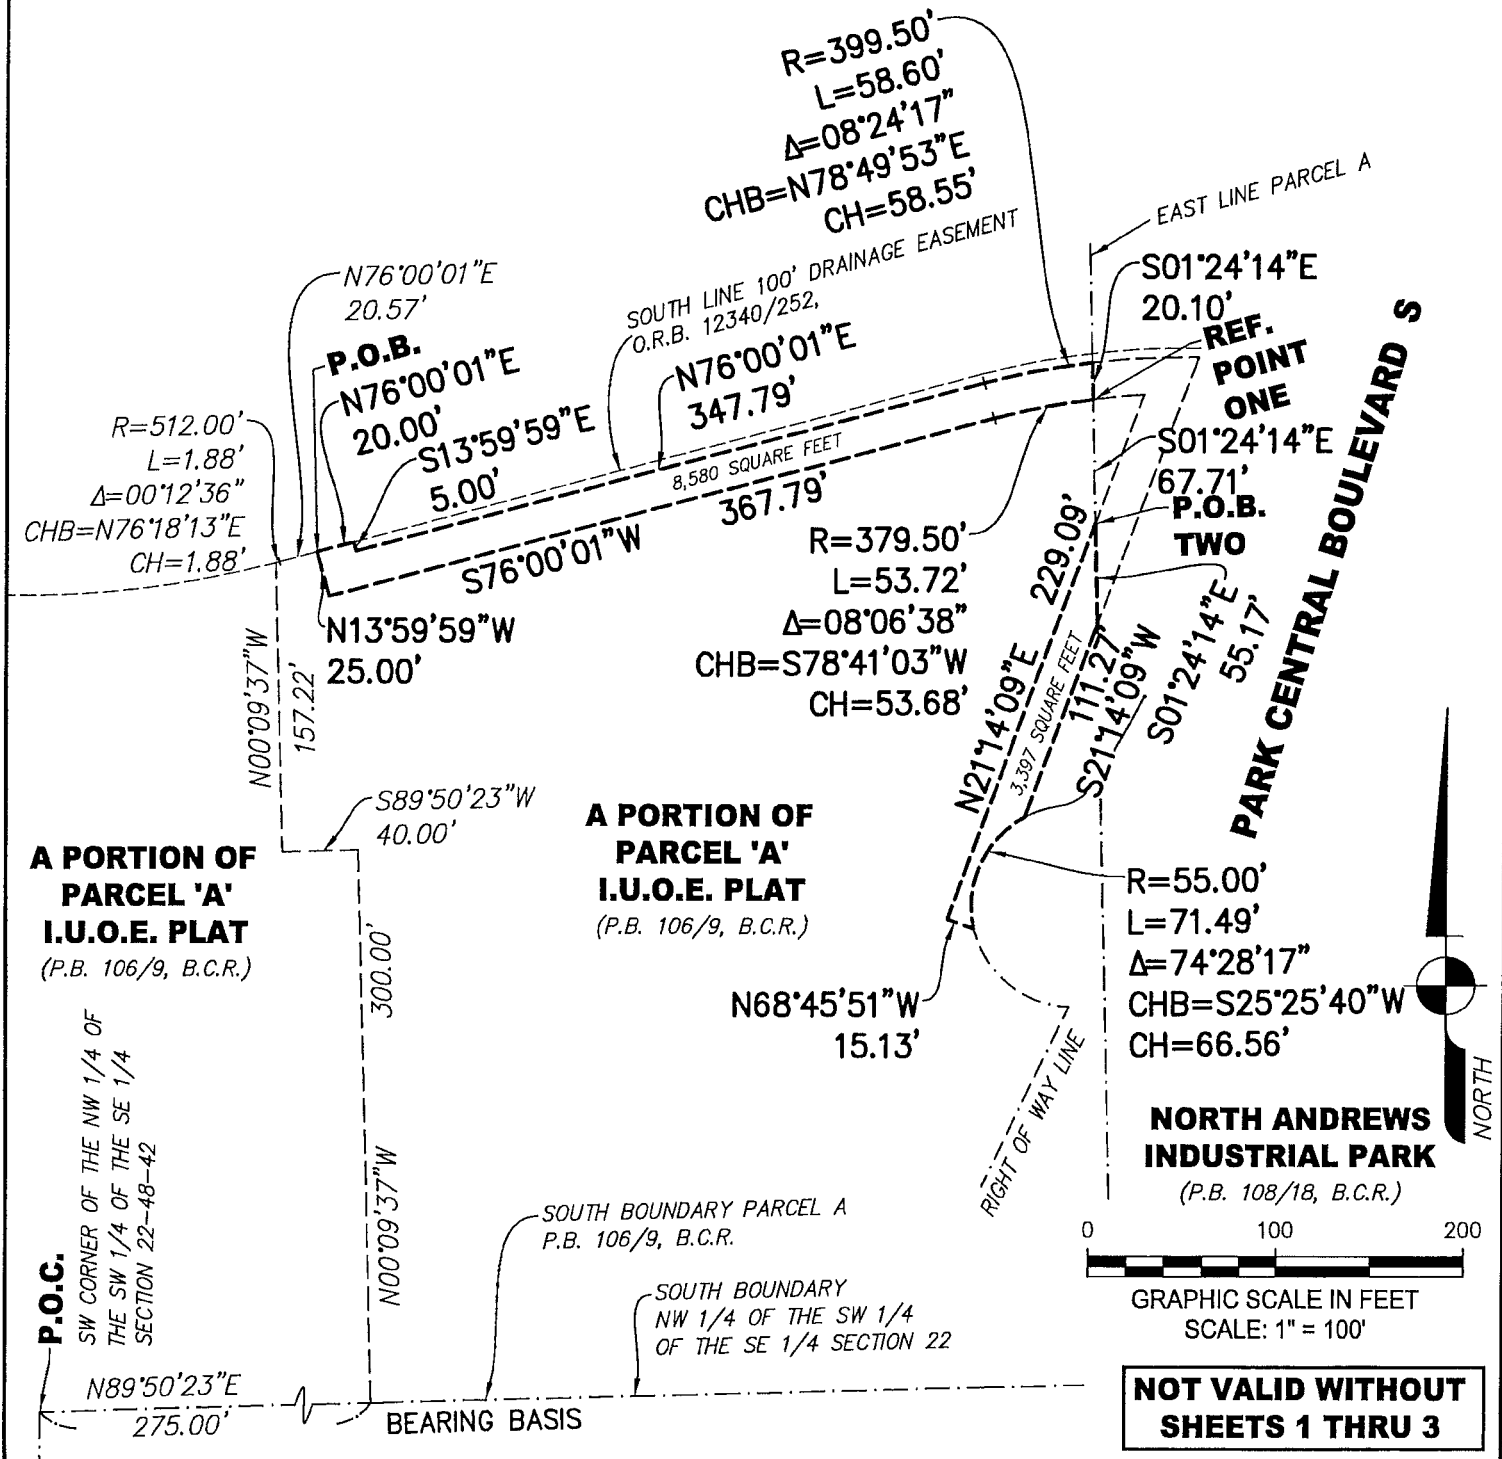 R=399.50'
L=58.60'
Δ=08°24'17"
CHB=N78°49'53"E
CH=58.55'
EAST LINE PARCEL A
N76°00'01"E
20.57'
SOUTH LINE 100' DRAINAGE EASEMENT
O.R.B. 12340/252,
S01°24'14"E
20.10'
REF.
POINT
ONE
P.O.B.
N76°00'01"E
20.00'
N76°00'01"E
347.79'
S13°59'59"E
5.00'
R=512.00'
L=1.88'
Δ=00°12'36"
CHB=N76°18'13"E
CH=1.88'
8,580 SQUARE FEET
S76°00'01"W
367.79'
S01°24'14"E
67.71'
P.O.B.
TWO
PARK CENTRAL BOULEVARD S
R=379.50'
L=53.72'
Δ=08°06'38"
CHB=S78°41'03"W
CH=53.68'
N13°59'59"W
25.00'
N00°09'37"W
157.22'
N21°14'09"E 229.09'
3,397 SQUARE FEET
111.27'
S21°14'09"W
S01°24'14"E
55.17'
S89°50'23"W
40.00'
A PORTION OF
PARCEL 'A'
I.U.O.E. PLAT
(P.B. 106/9, B.C.R.)
A PORTION OF
PARCEL 'A'
I.U.O.E. PLAT
(P.B. 106/9, B.C.R.)
R=55.00'
L=71.49'
Δ=74°28'17"
CHB=S25°25'40"W
CH=66.56'
N68°45'51"W
15.13'
N00°09'37"W 300.00'
RIGHT OF WAY LINE
NORTH
P.O.C.
SW CORNER OF THE NW 1/4 OF
THE SW 1/4 OF THE SE 1/4
SECTION 22-48-42
NORTH ANDREWS
INDUSTRIAL PARK
(P.B. 108/18, B.C.R.)
SOUTH BOUNDARY PARCEL A
P.B. 106/9, B.C.R.
SOUTH BOUNDARY
NW 1/4 OF THE SW 1/4
OF THE SE 1/4 SECTION 22
0 100 200
GRAPHIC SCALE IN FEET
SCALE: 1" = 100'
N89°50'23"E
275.00'
BEARING BASIS
NOT VALID WITHOUT
SHEETS 1 THRU 3